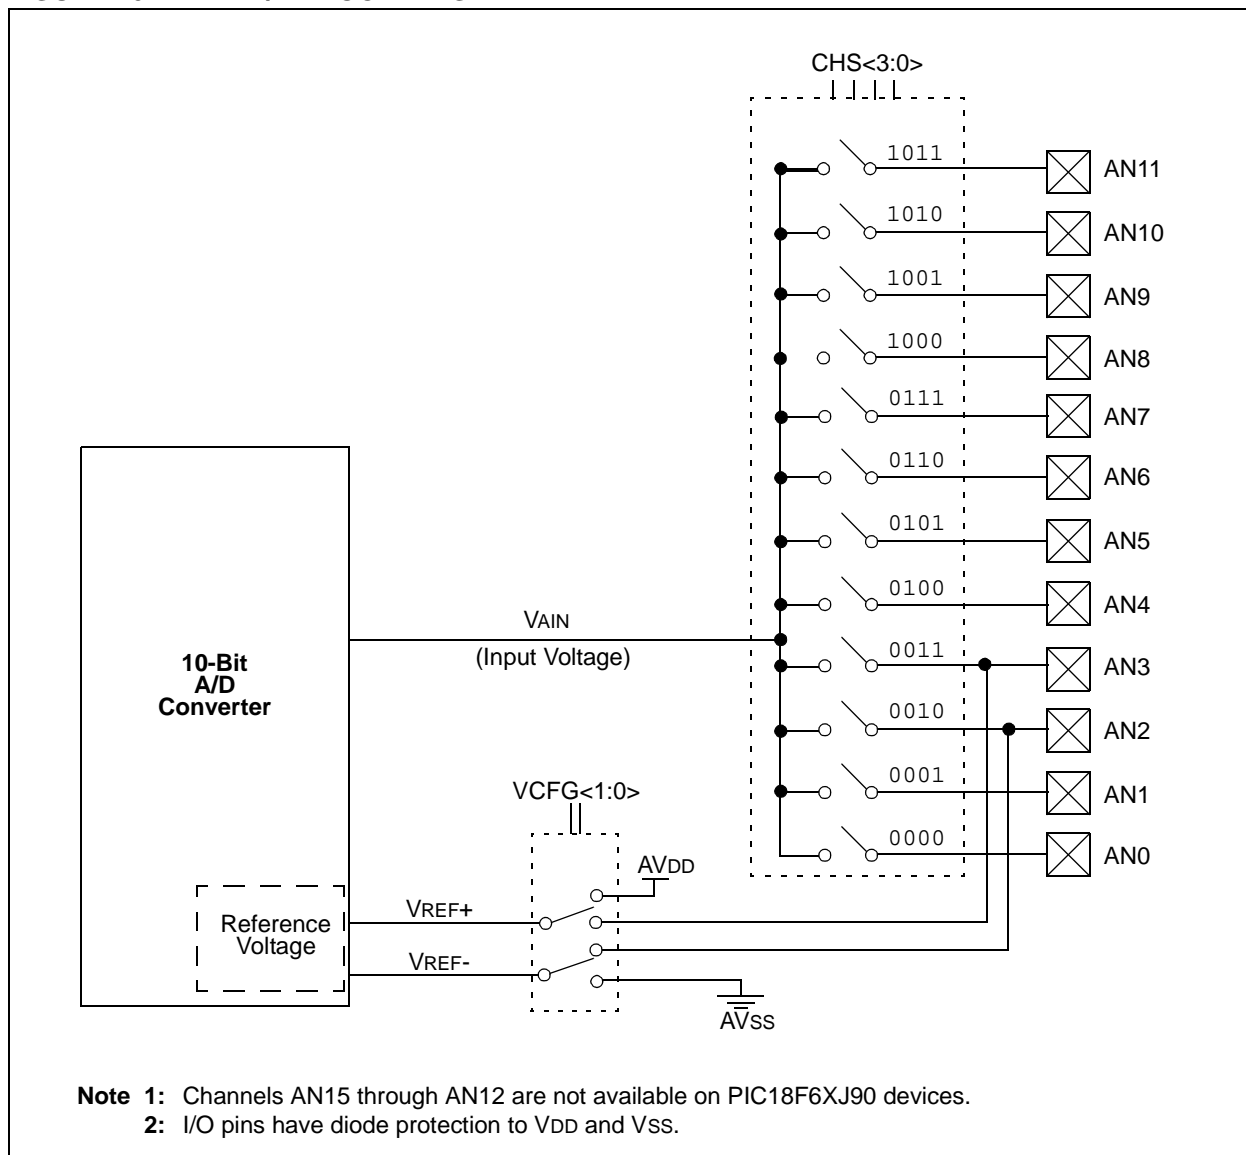 CHS<3:0>
1011 AN11
1010 AN10
1001 AN9
1000 AN8
0111 AN7
0110 AN6
0101 AN5
0100 AN4
VAIN
(Input Voltage)
0011 AN3
10-Bit
A/D
Converter
0010 AN2
VCFG<1:0>
0001 AN1
0000 AN0
AVDD
VREF+
Reference
Voltage
VREF-
AVSS
Note 1: Channels AN15 through AN12 are not available on PIC18F6XJ90 devices.
2: I/O pins have diode protection to VDD and VSS.